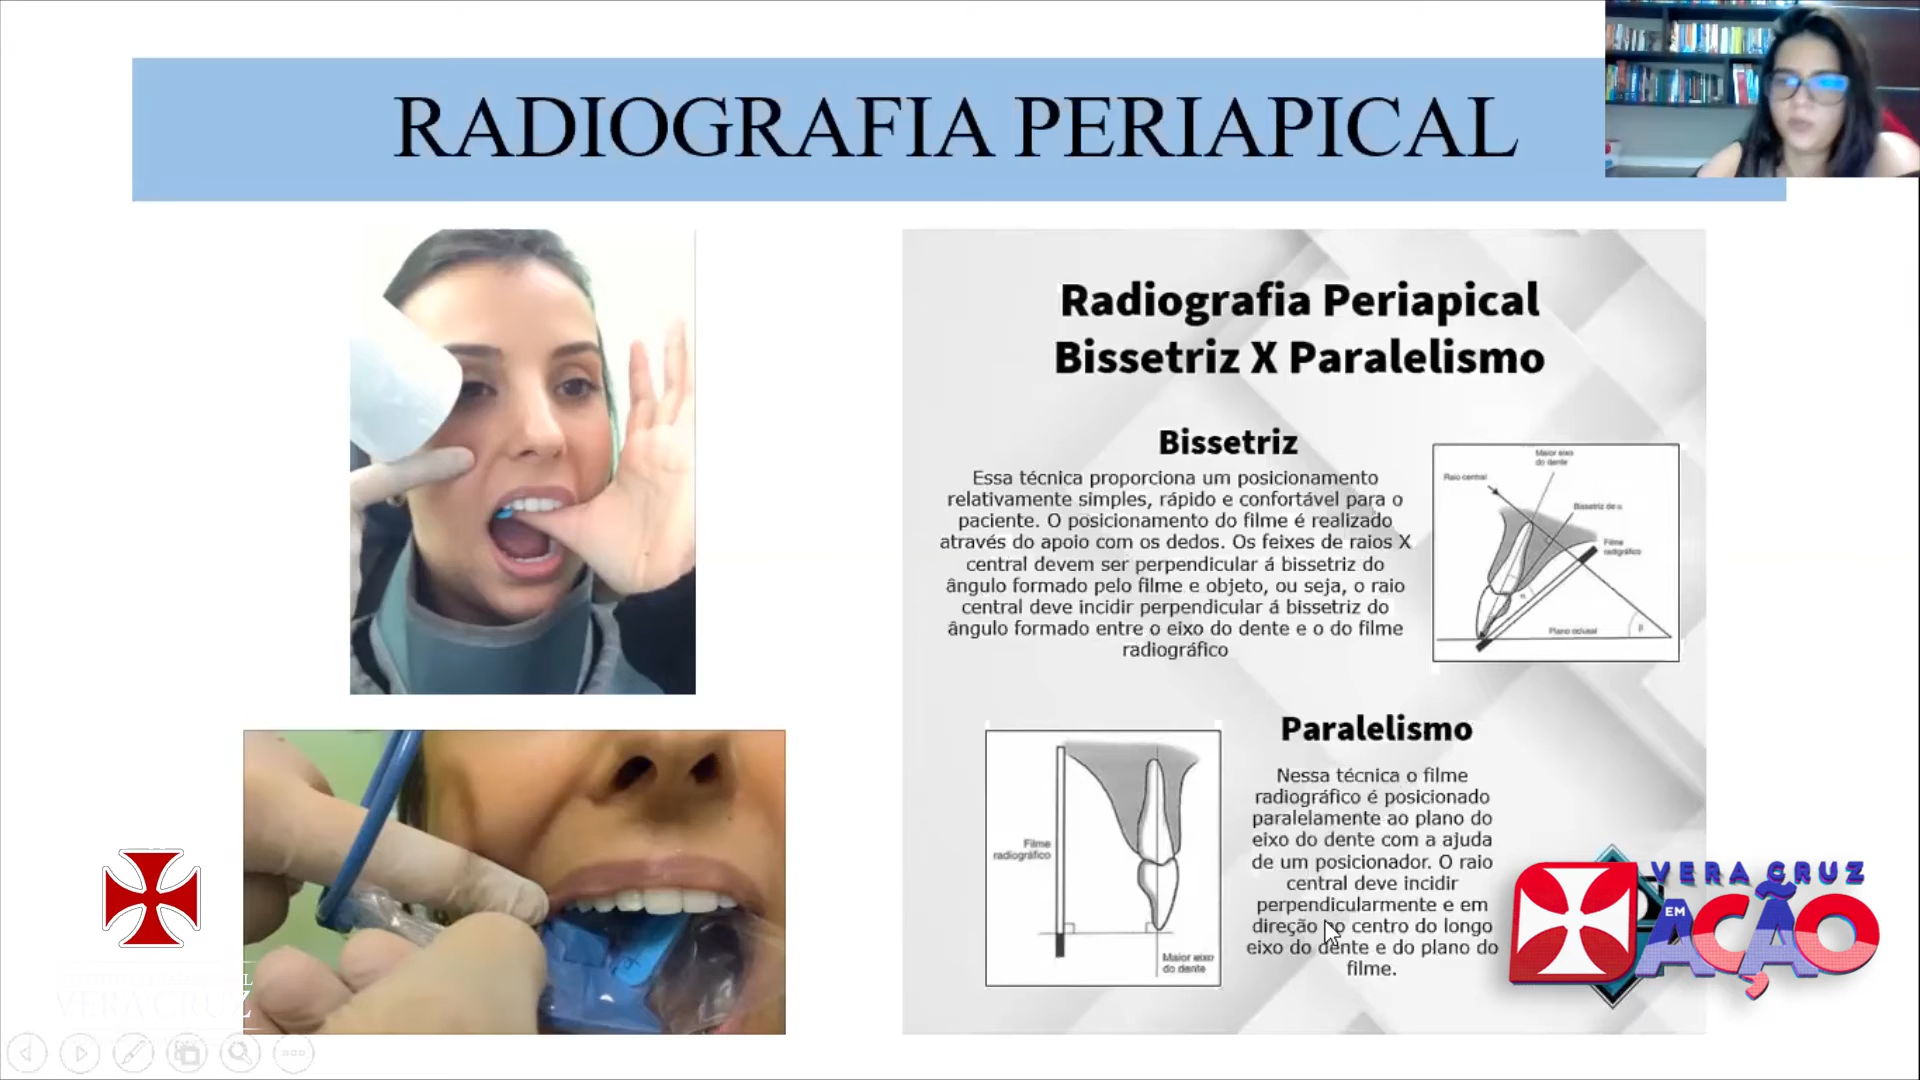 RADIOGRAFIA PERIAPICAL
Radiografia Periapical
Bissetriz X Paralelismo
Bissetriz
Essa técnica proporciona um posicionamento
relativamente simples, rápido e confortável para o
paciente. O posicionamento do filme é realizado
através do apoio com os dedos. Os feixes de raios X
central devem ser perpendicular á bissetriz do
ângulo formado pelo filme e objeto, ou seja, o raio
central deve incidir perpendicular á bissetriz do
ângulo formado entre o eixo do dente e o do filme
radiográfico
Maior eixo
do dente
Raio central
Bissetriz de α
Filme
radigráfico
α
Plano oclusal
β
Paralelismo
Nessa técnica o filme
radiográfico é posicionado
paralelamente ao plano do
eixo do dente com a ajuda
de um posicionador. O raio
central deve incidir
perpendicularmente e em
direção ao centro do longo
eixo do dente e do plano do
filme.
Filme
radiográfico
Maior eixo
do dente
VERA CRUZ
EM
AÇÃO
VERA CRUZ